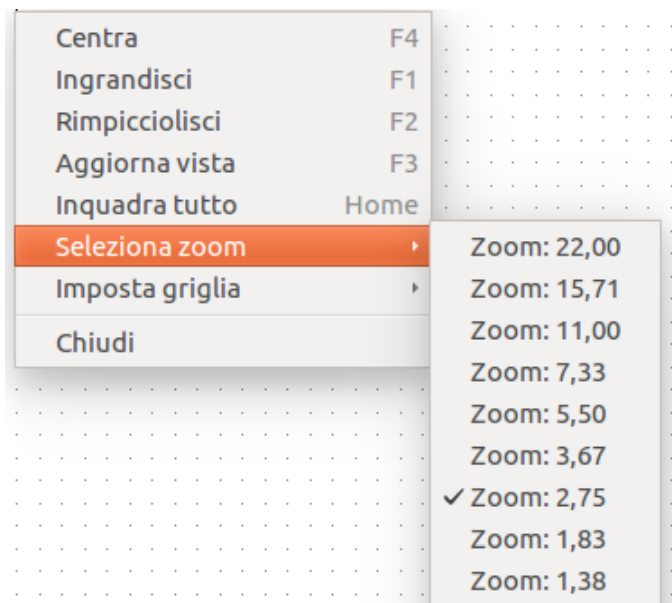 Centra F4
Ingrandisci F1
Rimpicciolisci F2
Aggiorna vista F3
Inquadra tutto Home
Seleziona zoom
Imposta griglia
Chiudi
Zoom: 22,00
Zoom: 15,71
Zoom: 11,00
Zoom: 7,33
Zoom: 5,50
Zoom: 3,67
Zoom: 2,75
Zoom: 1,83
Zoom: 1,38